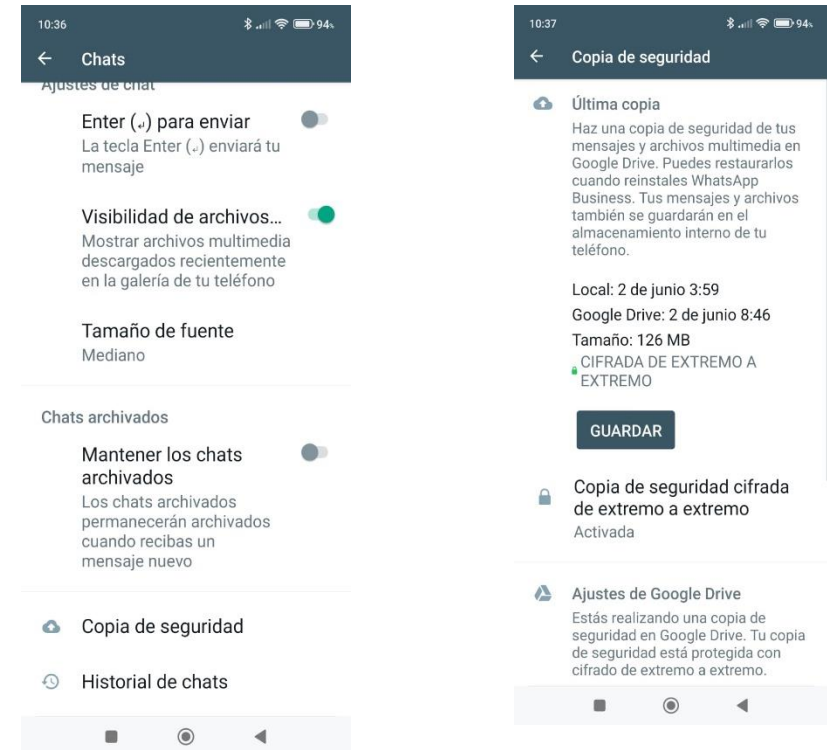 10:36
94%
Chats
Ajustes de chat
Enter (↵) para enviar
La tecla Enter (↵) enviará tu
mensaje
Visibilidad de archivos...
Mostrar archivos multimedia
descargados recientemente
en la galería de tu teléfono
Tamaño de fuente
Mediano
Chats archivados
Mantener los chats
archivados
Los chats archivados
permanecerán archivados
cuando recibas un
mensaje nuevo
Copia de seguridad
Historial de chats
10:37
94%
Copia de seguridad
Última copia
Haz una copia de seguridad de tus
mensajes y archivos multimedia en
Google Drive. Puedes restaurarlos
cuando reinstales WhatsApp
Business. Tus mensajes y archivos
también se guardarán en el
almacenamiento interno de tu
teléfono.
Local: 2 de junio 3:59
Google Drive: 2 de junio 8:46
Tamaño: 126 MB
CIFRADA DE EXTREMO A
EXTREMO
GUARDAR
Copia de seguridad cifrada
de extremo a extremo
Activada
Ajustes de Google Drive
Estás realizando una copia de
seguridad en Google Drive. Tu copia
de seguridad está protegida con
cifrado de extremo a extremo.